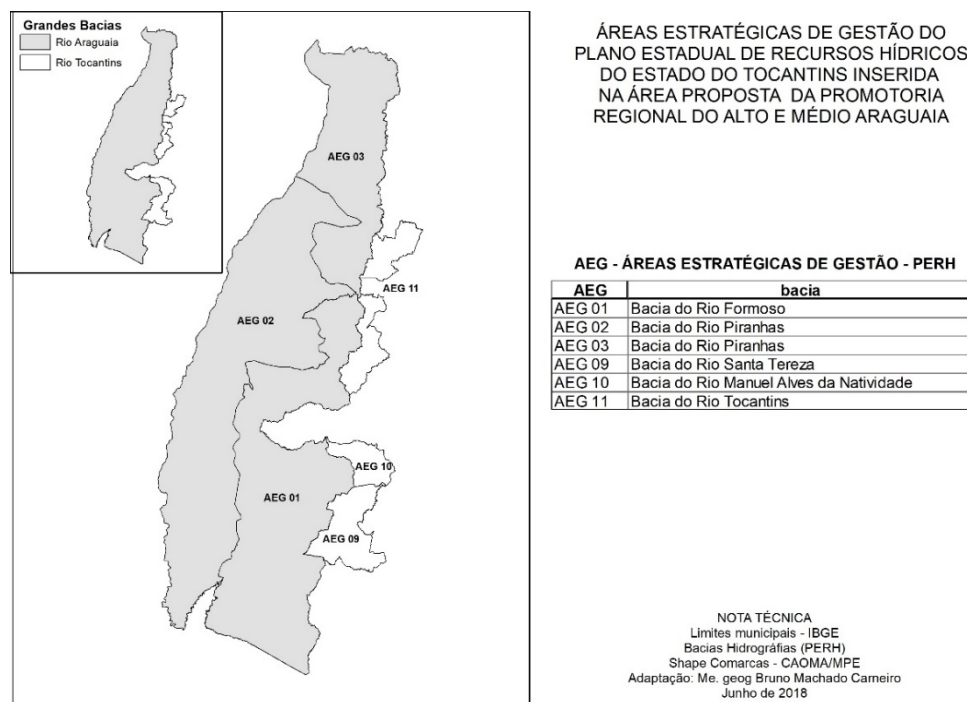 Grandes Bacias
Rio Araguaia
Rio Tocantins
AEG 03
AEG 11
AEG 02
AEG 10
AEG 01
AEG 09
ÁREAS ESTRATÉGICAS DE GESTÃO DO
PLANO ESTADUAL DE RECURSOS HÍDRICOS
DO ESTADO DO TOCANTINS INSERIDA
NA ÁREA PROPOSTA DA PROMOTORIA
REGIONAL DO ALTO E MÉDIO ARAGUAIA
AEG - ÁREAS ESTRATÉGICAS DE GESTÃO - PERH
AEG bacia
AEG 01 Bacia do Rio Formoso
AEG 02 Bacia do Rio Piranhas
AEG 03 Bacia do Rio Piranhas
AEG 09 Bacia do Rio Santa Tereza
AEG 10 Bacia do Rio Manuel Alves da Natividade
AEG 11 Bacia do Rio Tocantins
NOTA TÉCNICA
Limites municipais - IBGE
Bacias Hidrográfias (PERH)
Shape Comarcas - CAOMA/MPE
Adaptação: Me. geog Bruno Machado Carneiro
Junho de 2018